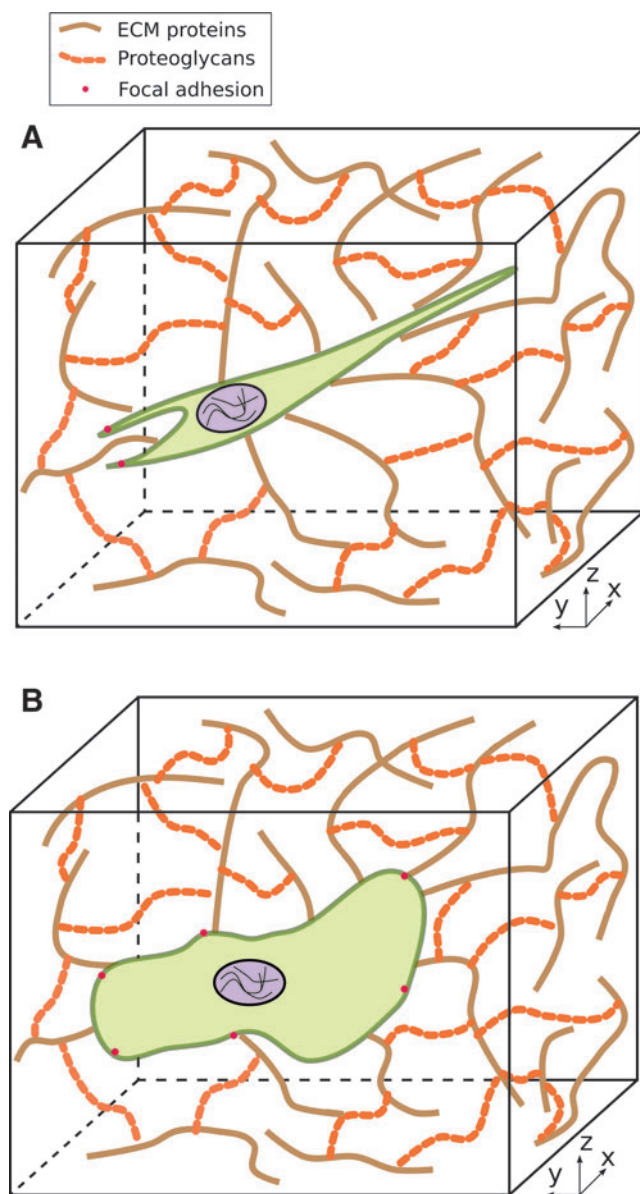 ECM proteins
Proteoglycans
Focal adhesion
A
z
x
y
B
z
x
y